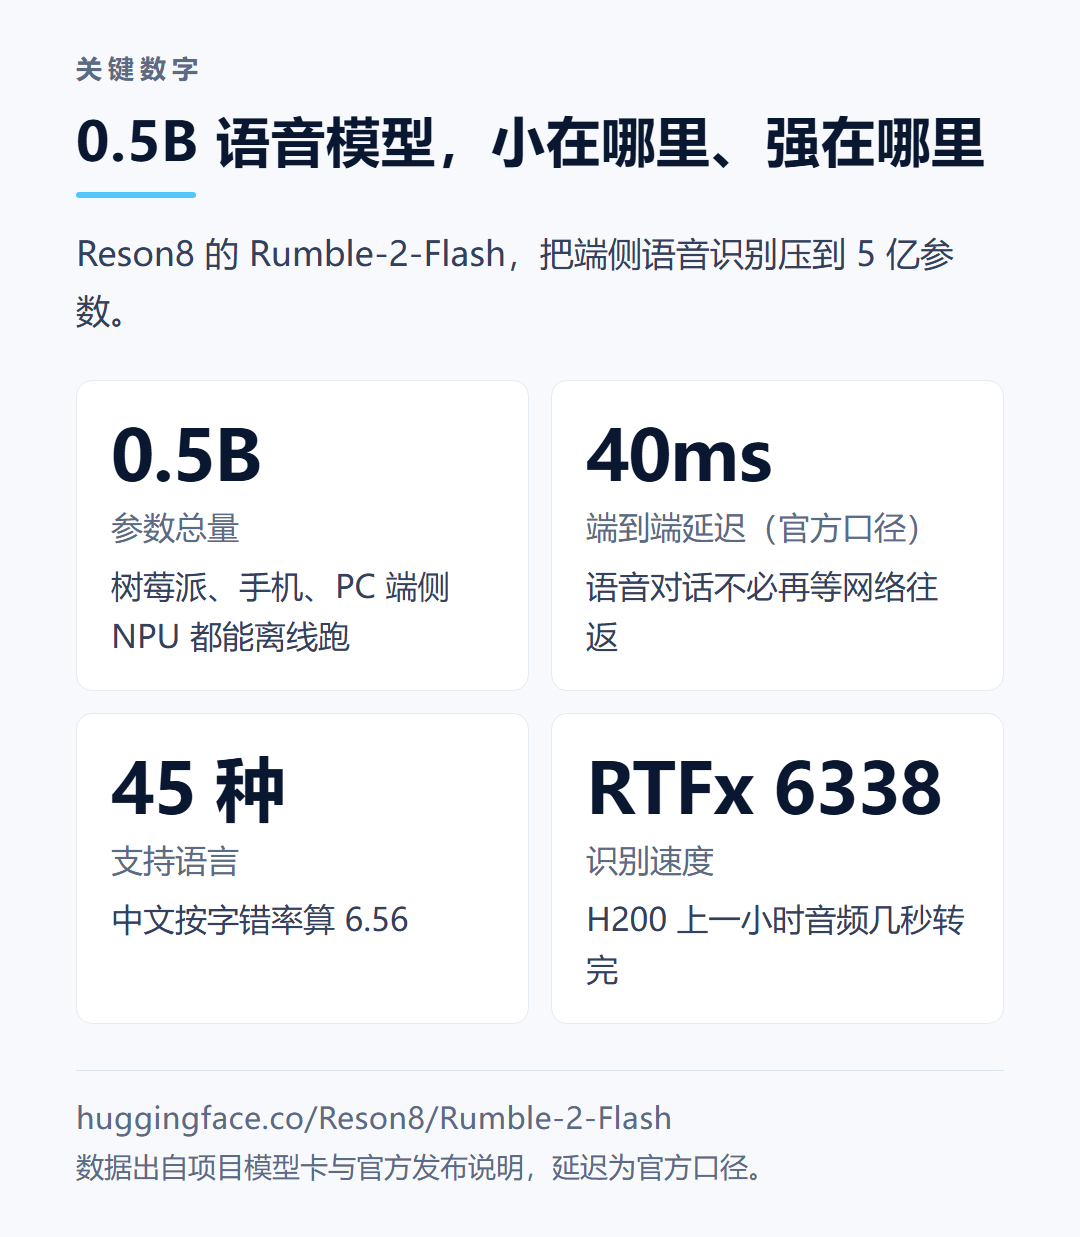 关键数字
0.5B 语音模型，小在哪里、强在哪里
Reson8 的 Rumble-2-Flash，把端侧语音识别压到 5 亿参
数。
0.5B
参数总量
树莓派、手机、PC 端侧
NPU 都能离线跑
40ms
端到端延迟（官方口径）
语音对话不必再等网络往
返
45 种
支持语言
中文按字错率算 6.56
RTFx 6338
识别速度
H200 上一小时音频几秒转
完
huggingface.co/Reson8/Rumble-2-Flash
数据出自项目模型卡与官方发布说明，延迟为官方口径。